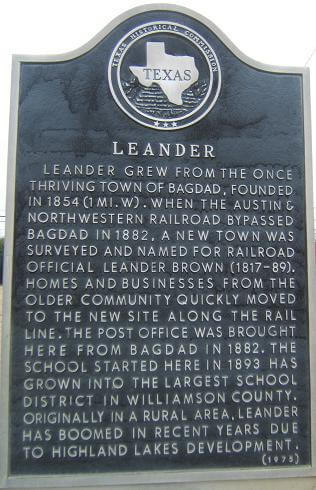 TEXAS HISTORICAL COMMISSION
TEXAS
LEANDER
LEANDER GREW FROM THE ONCE
THRIVING TOWN OF BAGDAD, FOUNDED
IN 1854 (1 MI. W). WHEN THE AUSTIN &
NORTHWESTERN RAILROAD BYPASSED
BAGDAD IN 1882, A NEW TOWN WAS
SURVEYED AND NAMED FOR RAILROAD
OFFICIAL LEANDER BROWN (1817-89).
HOMES AND BUSINESSES FROM THE
OLDER COMMUNITY QUICKLY MOVED
TO THE NEW SITE ALONG THE RAIL
LINE. THE POST OFFICE WAS BROUGHT
HERE FROM BAGDAD IN 1882. THE
SCHOOL STARTED HERE IN 1893 HAS
GROWN INTO THE LARGEST SCHOOL
DISTRICT IN WILLIAMSON COUNTY.
ORIGINALLY IN A RURAL AREA, LEANDER
HAS BOOMED IN RECENT YEARS DUE
TO HIGHLAND LAKES DEVELOPMENT.
(1975)